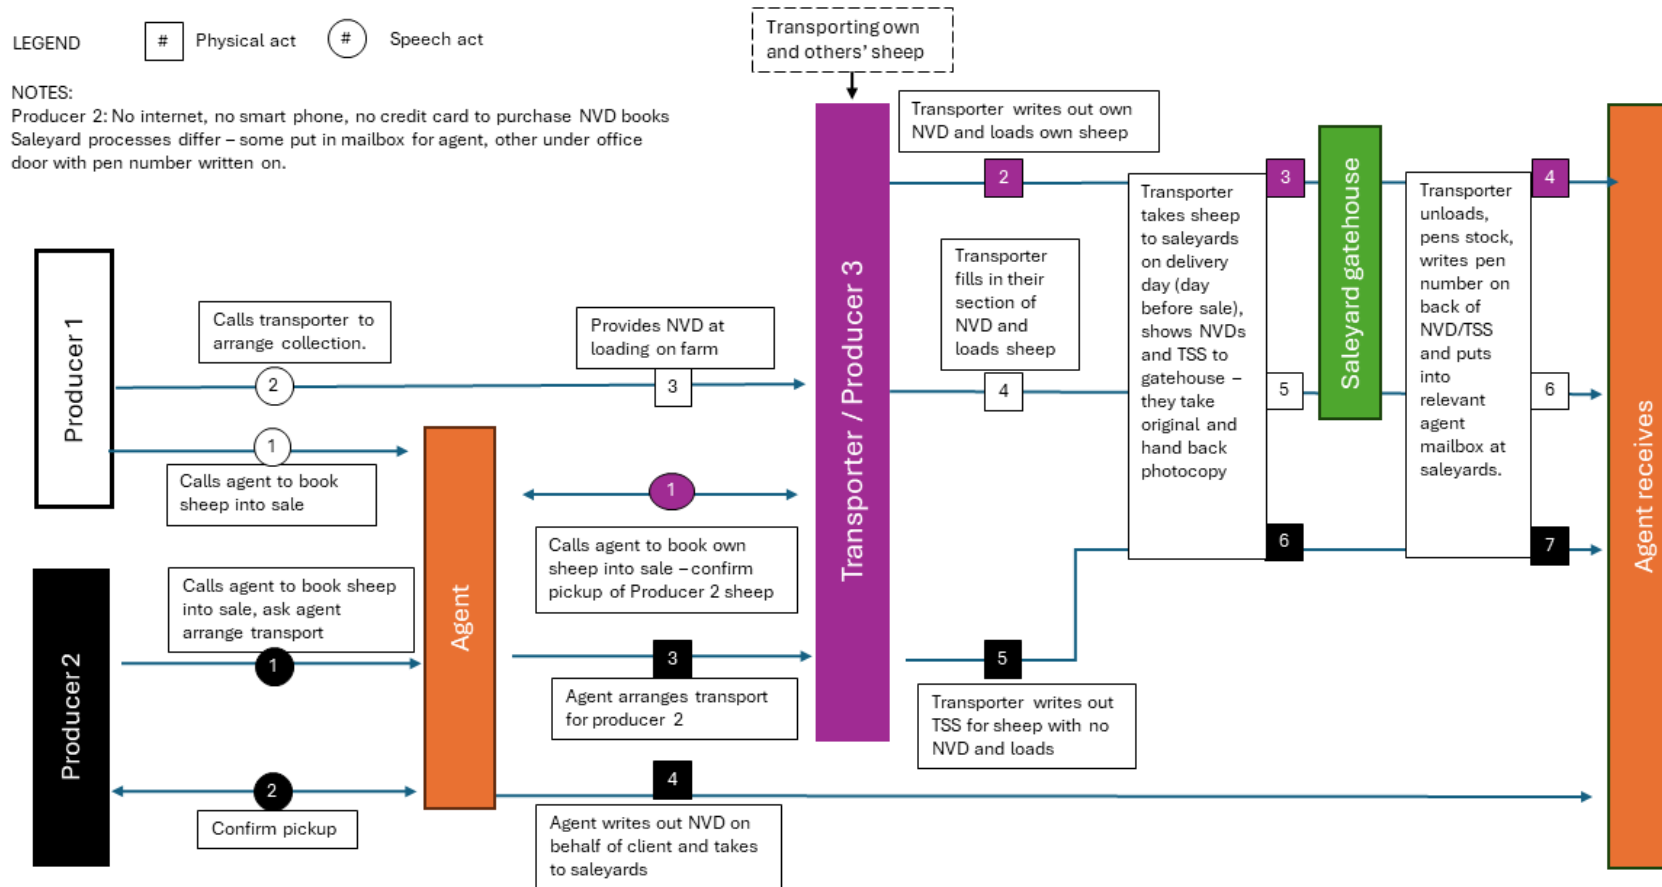 LEGEND
#
Physical act
#
Speech act
NOTES:
Producer 2: No internet, no smart phone, no credit card to purchase NVD books
Saleyard processes differ – some put in mailbox for agent, other under office
door with pen number written on.
Transporting own
and others’ sheep
Transporter writes out own
NVD and loads own sheep
2
3
4
Producer 1
Calls transporter to
arrange collection.
2
Provides NVD at
loading on farm
3
1
Calls agent to book
sheep into sale
Transporter / Producer 3
Transporter
fills in their
section of
NVD and
loads sheep
4
Transporter
takes sheep
to saleyards
on delivery
day (day
before sale),
shows NVDs
and TSS to
gatehouse –
they take
original and
hand back
photocopy
5
Saleyard gatehouse
Transporter
unloads,
pens stock,
writes pen
number on
back of
NVD/TSS
and puts
into
relevant
agent
mailbox at
saleyards.
6
Agent receives
1
Calls agent to book own
sheep into sale – confirm
pickup of Producer 2 sheep
Producer 2
Calls agent to book sheep
into sale, ask agent
arrange transport
1
Agent
3
Agent arranges transport
for producer 2
5
Transporter writes out
TSS for sheep with no
NVD and loads
6
7
2
Confirm pickup
4
Agent writes out NVD on
behalf of client and takes
to saleyards